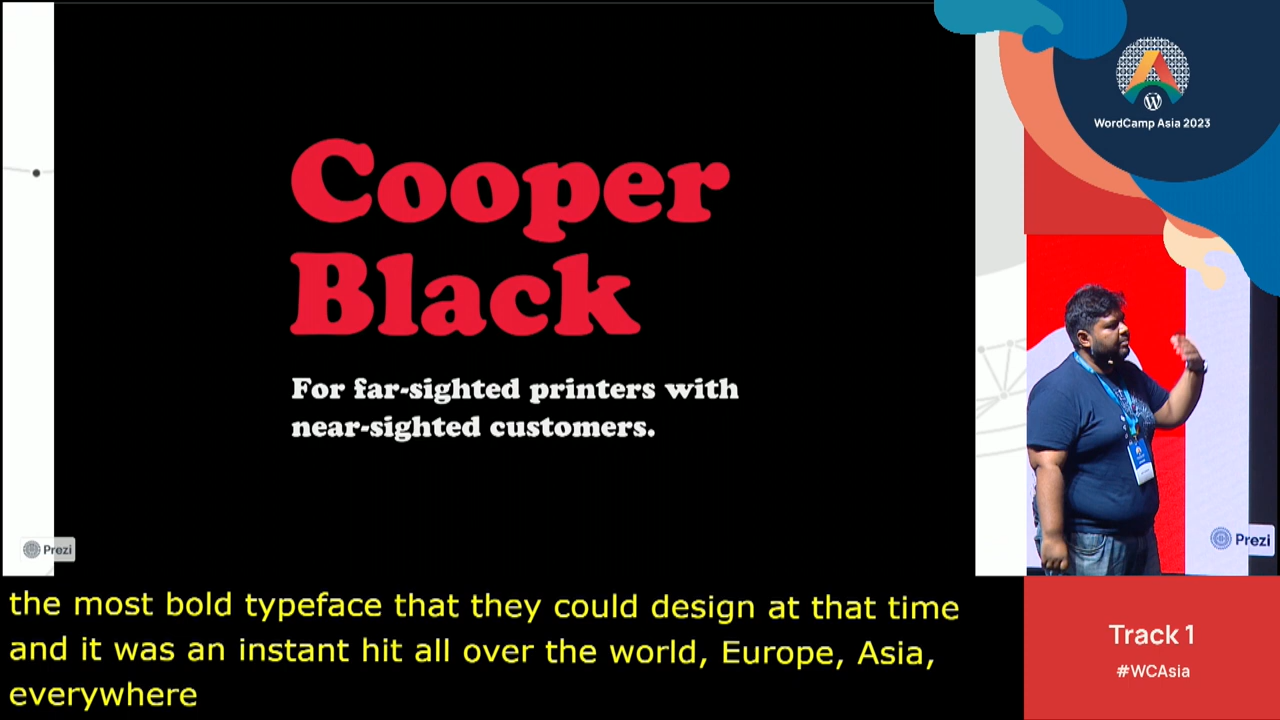 Cooper
Black
For far-sighted printers with
near-sighted customers.
Prezi
the most bold typeface that they could design at that time
and it was an instant hit all over the world, Europe, Asia,
everywhere
WordCamp Asia 2023
Prezi
Track 1
#WCAsia